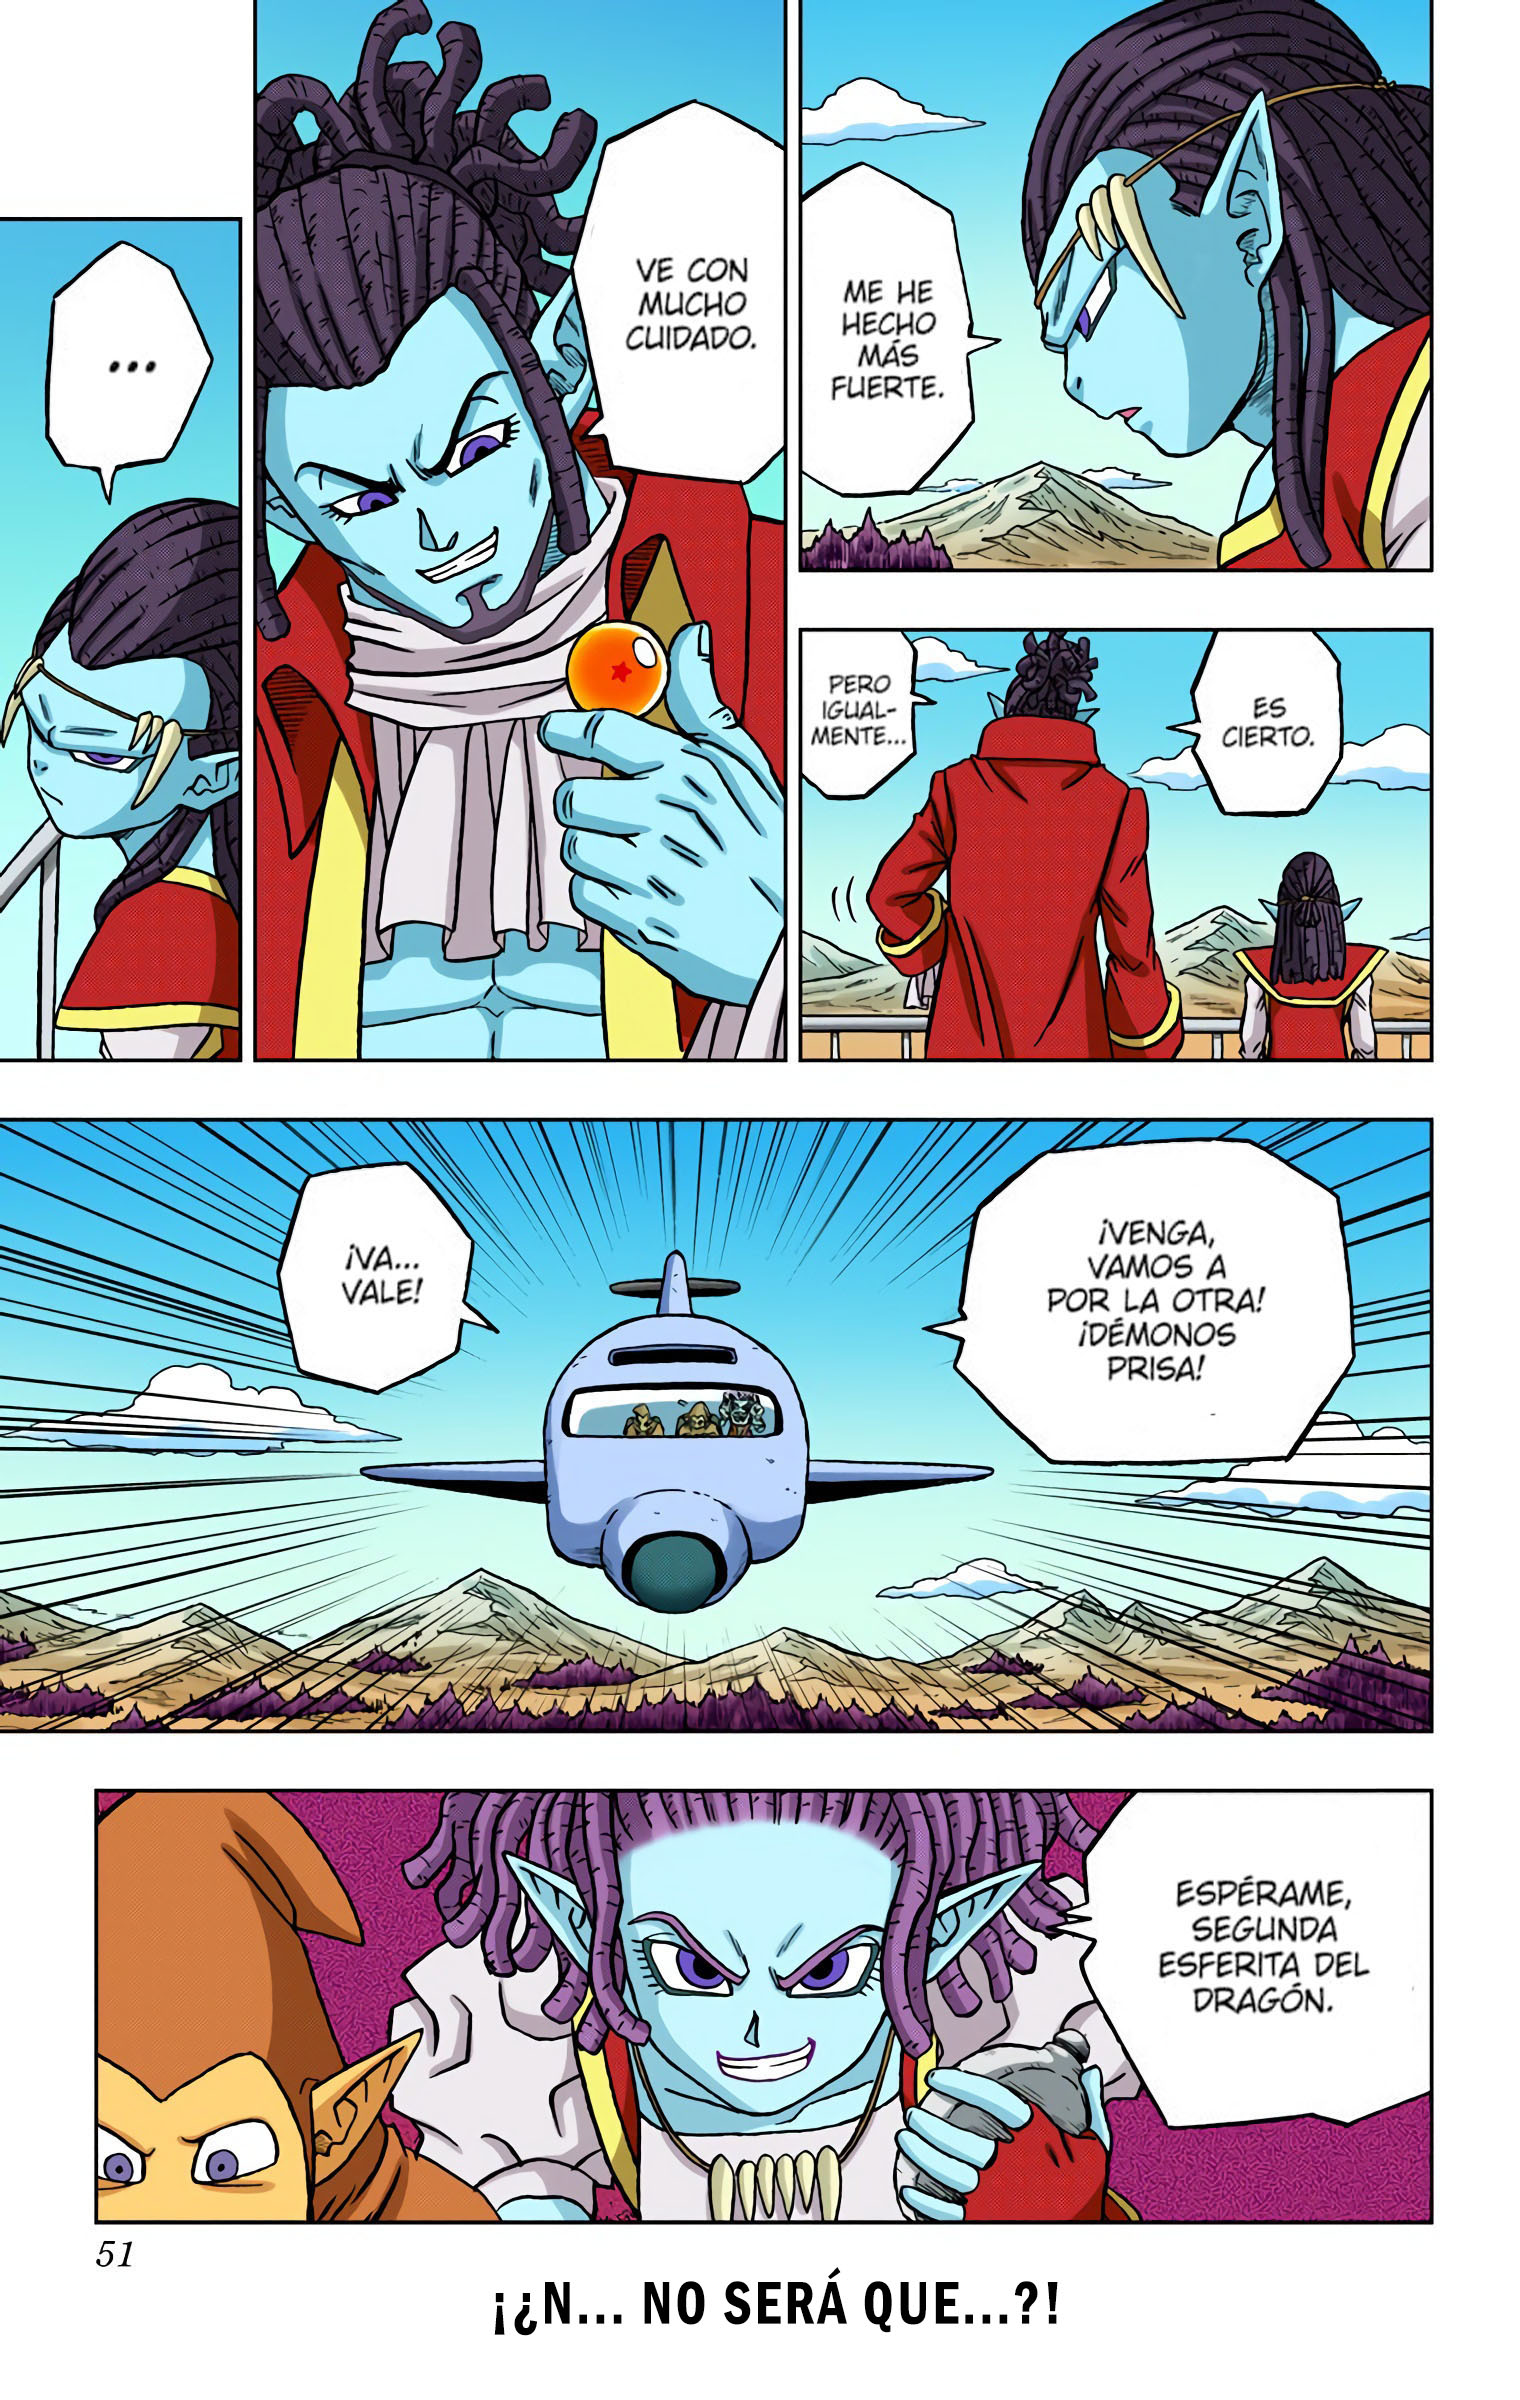 ME HE
HECHO
MÁS
FUERTE.
ES
CIERTO.
PERO
IGUAL-
MENTE...
VE CON
MUCHO
CUIDADO.
...
¡VENGA,
VAMOS A
POR LA OTRA!
¡DÉMONOS
PRISA!
¡VA...
VALE!
ESPÉRAME,
SEGUNDA
ESFERITA DEL
DRAGÓN.
51
¡¿N... NO SERÁ QUE...?!